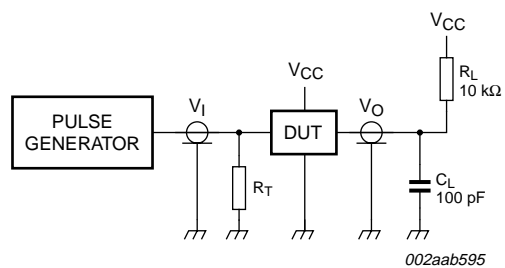 VCC
RL
10 kΩ
VCC
VI
VO
PULSE
GENERATOR
DUT
RT
CL
100 pF
002aab595